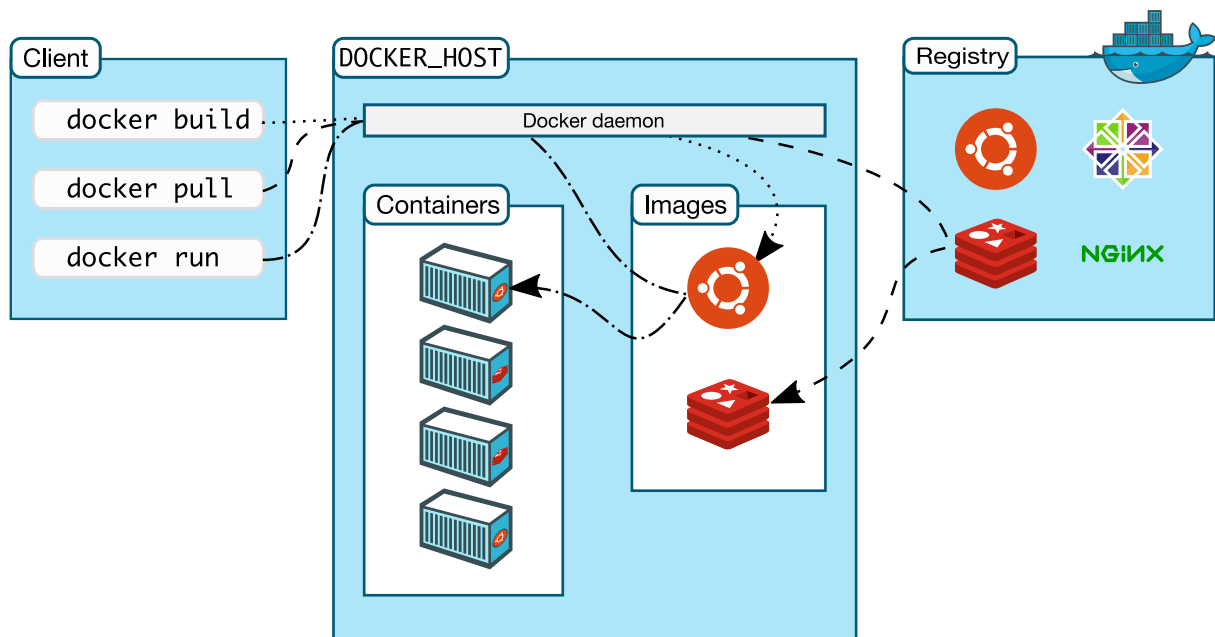 Client
docker build
docker pull
docker run
DOCKER_HOST
Docker daemon
Containers
Images
Registry
NGiNX